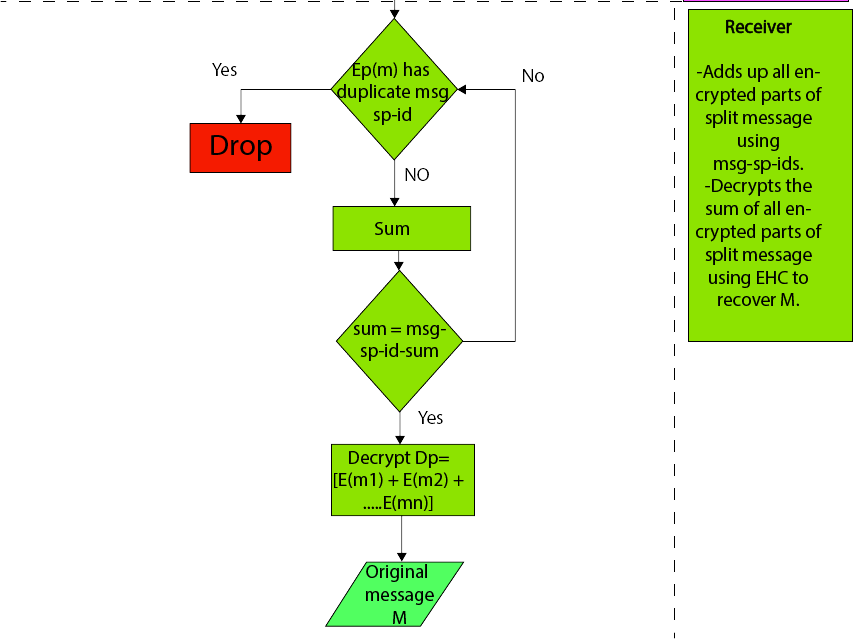 Yes
Ep(m) has
duplicate msg
sp-id
No
Drop
NO
Sum
sum = msg-
sp-id-sum
Yes
Decrypt Dp=
[E(m1) + E(m2) +
.....E(mn)]
Original
message
M
Receiver
-Adds up all en-
crypted parts of
split message
using
msg-sp-ids.
-Decrypts the
sum of all en-
crypted parts of
split message
using EHC to
recover M.